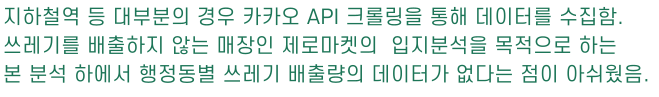 지하철역 등 대부분의 경우 카카오 API 크롤링을 통해 데이터를 수집함.
쓰레기를 배출하지 않는 매장인 제로마켓의 입지분석을 목적으로 하는
본 분석 하에서 행정동별 쓰레기 배출량의 데이터가 없다는 점이 아쉬웠음.